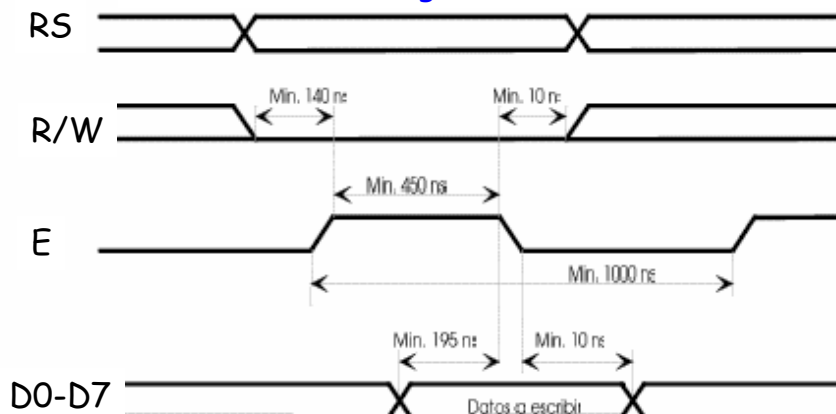 RS
Min. 140 ns
Min. 10 ns
R/W
Min. 450 ns
E
Min. 1000 ns
Min. 195 ns
Min. 10 ns
D0-D7
Datos a escribir